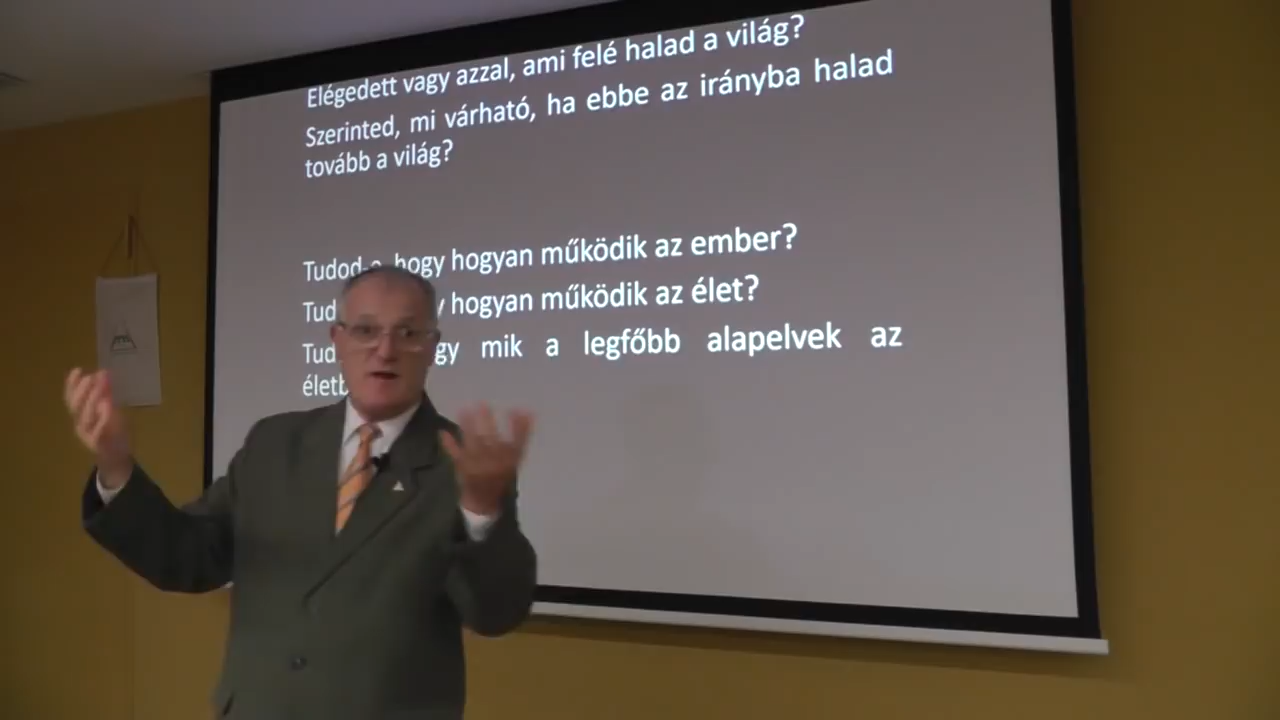 Elégedett vagy azzal, ami felé halad a világ?
Szerinted, mi várható, ha ebbe az irányba halad
tovább a világ?
hogy hogyan működik az ember?
hogyan működik az élet?
mik a legfőbb alapelvek az